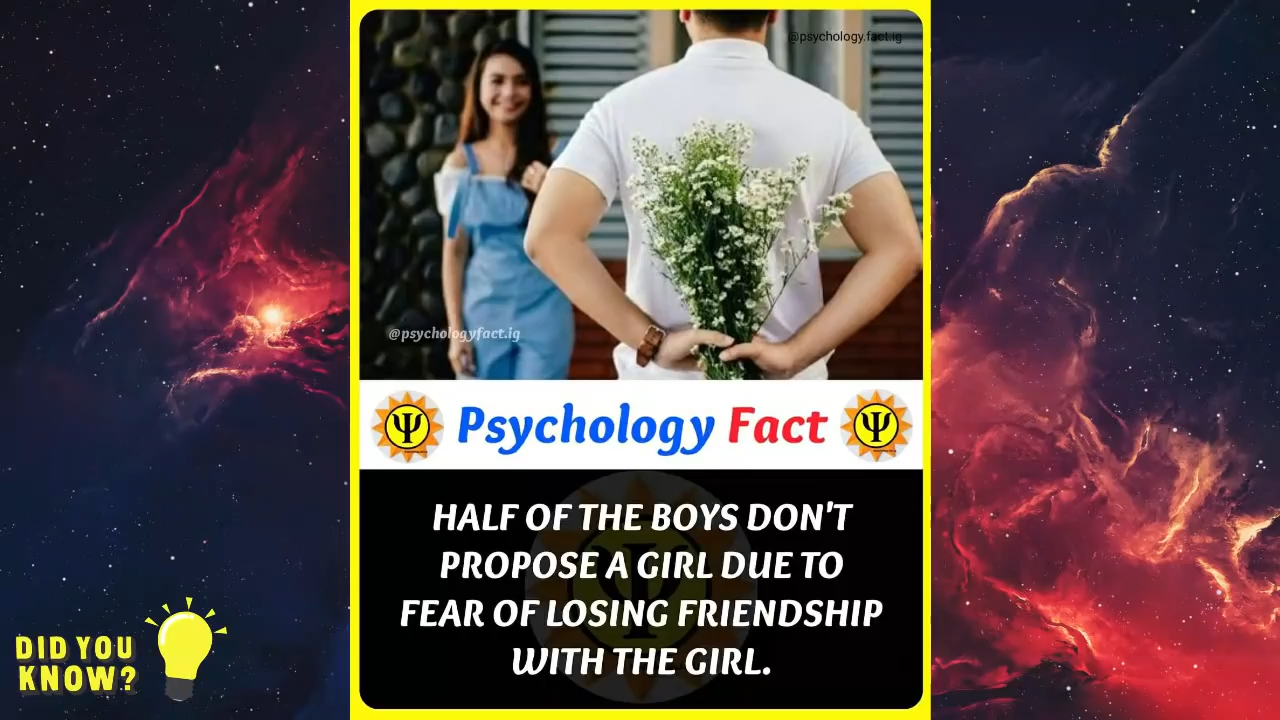 @psychology.fact.ig
@psychologyfact.ig
Ψ Psychology Fact Ψ
HALF OF THE BOYS DON'T
PROPOSE A GIRL DUE TO
FEAR OF LOSING FRIENDSHIP
WITH THE GIRL.
DID YOU
KNOW?